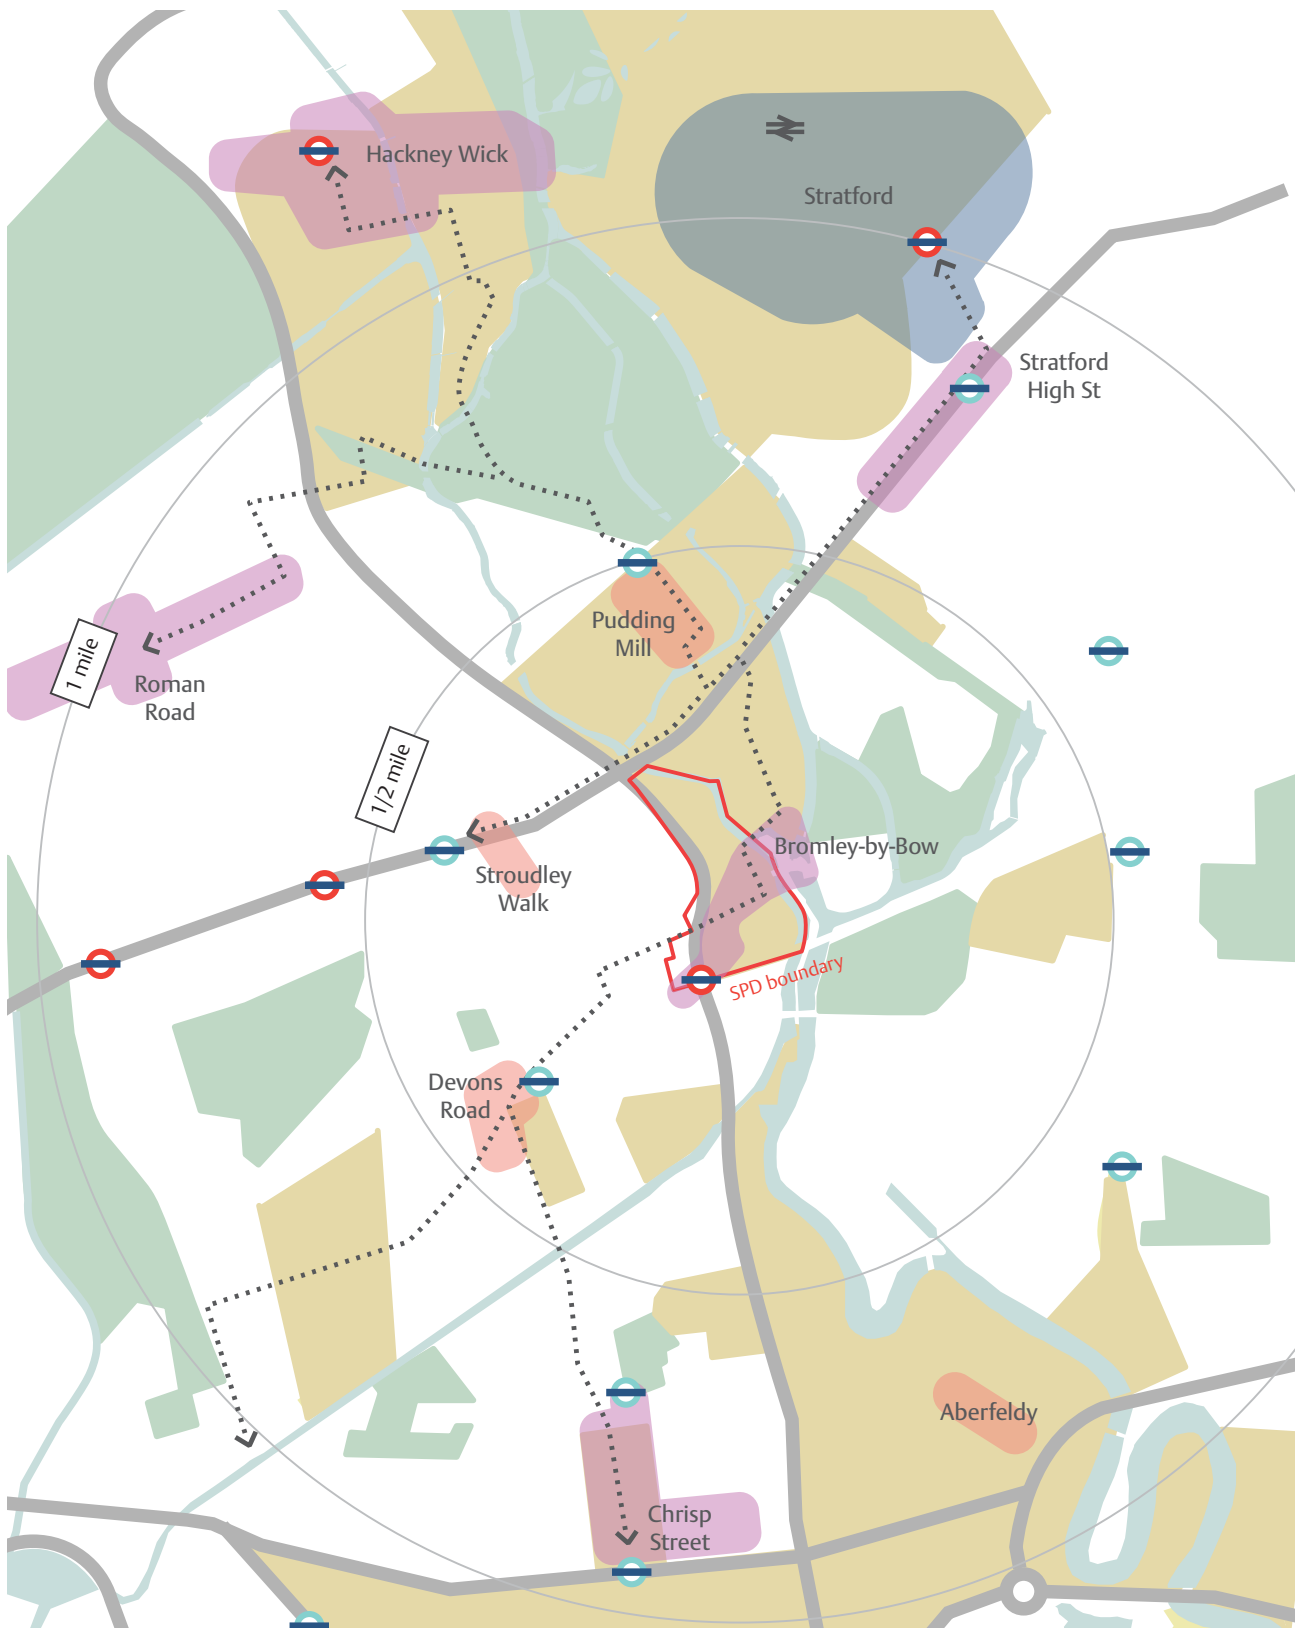 Hackney Wick
Stratford
Stratford
High St
Pudding
Mill
1 mile
Roman
Road
1/2 mile
Bromley-by-Bow
Stroudley
Walk
SPD boundary
Devons
Road
Aberfeldy
Chrisp
Street